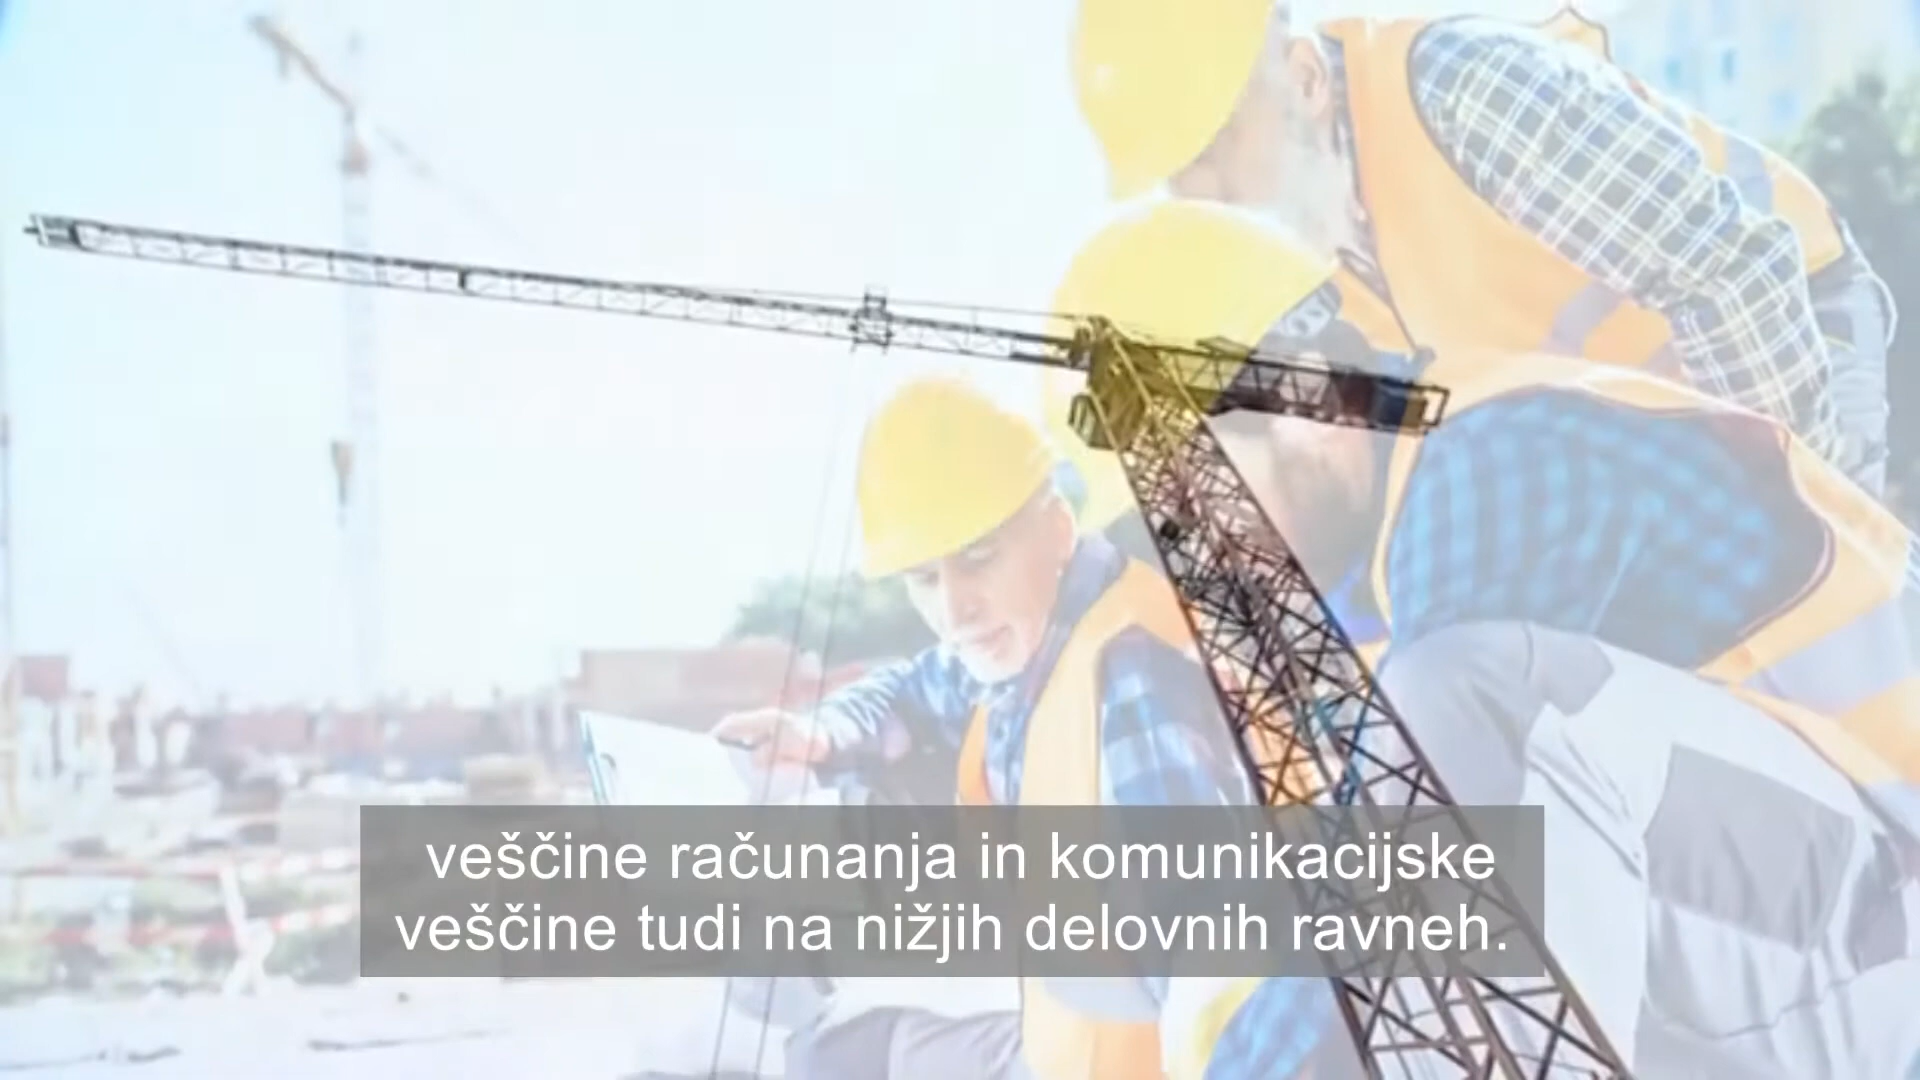 veščine računanja in komunikacijske
veščine tudi na nižjih delovnih ravneh.